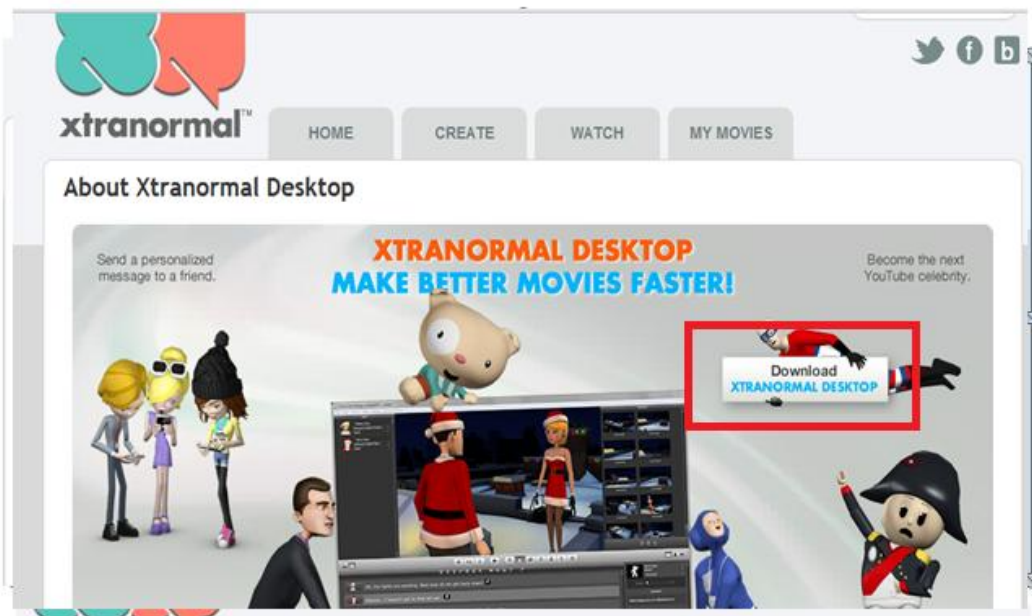 xtranormal™
HOME
CREATE
WATCH
MY MOVIES
About Xtranormal Desktop
Send a personalized
message to a friend.
XTRANORMAL DESKTOP
MAKE BETTER MOVIES FASTER!
Become the next
YouTube celebrity.
Download
XTRANORMAL DESKTOP